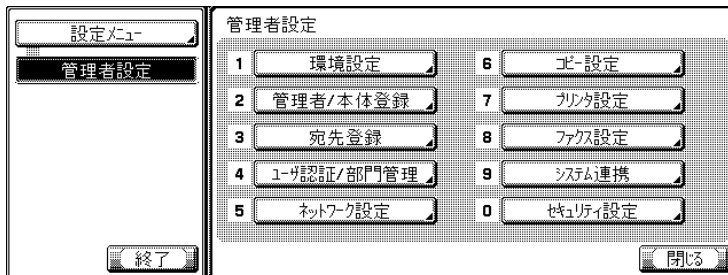 設定ﾒﾆｭｰ
管理者設定
終了
管理者設定
1 環境設定
2 管理者/本体登録
3 宛先登録
4 ﾕｰｻﾞ認証/部門管理
5 ﾈｯﾄﾜｰｸ設定
6 ｺﾋﾟｰ設定
7 ﾌﾟﾘﾝﾀ設定
8 ﾌｧｸｽ設定
9 ｼｽﾃﾑ連携
0 ｾｷｭﾘﾃｨ設定
閉じる